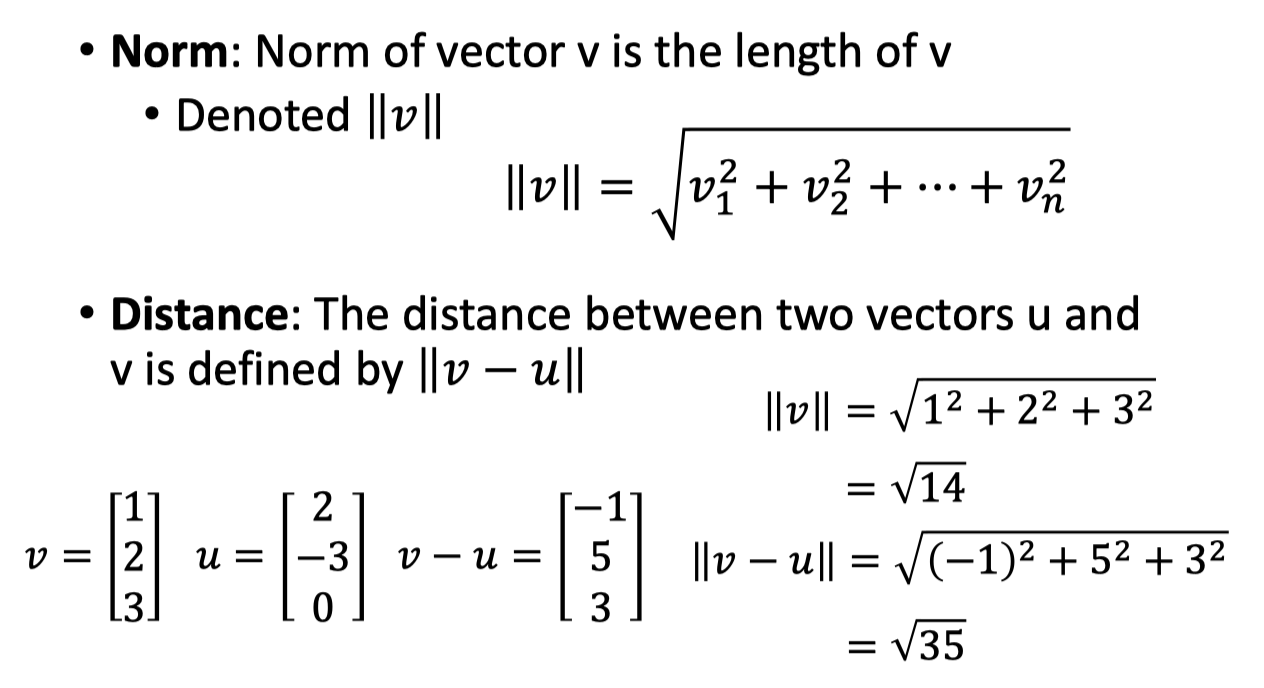 • Norm: Norm of vector v is the length of v
• Denoted ‖𝑣‖
‖𝑣‖ = √(𝑣₁² + 𝑣₂² + ⋯ + 𝑣ₙ²)
• Distance: The distance between two vectors u and
v is defined by ‖𝑣 − 𝑢‖
‖𝑣‖ = √(1² + 2² + 3²)
= √14
𝑣 = [1 2 3] 𝑢 = [2 −3 0] 𝑣 − 𝑢 = [−1 5 3]
‖𝑣 − 𝑢‖ = √((−1)² + 5² + 3²)
= √35